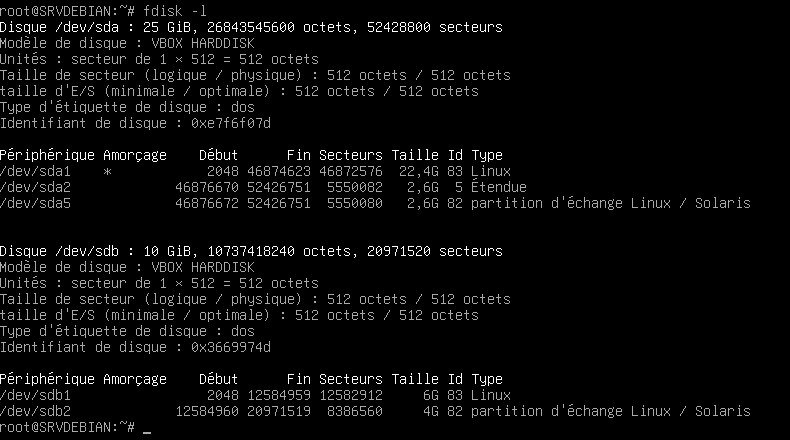 root@SRVDEBIAN:~# fdisk -l
Disque /dev/sda : 25 GiB, 26843545600 octets, 52428800 secteurs
Modèle de disque : VBOX HARDDISK
Unités : secteur de 1 × 512 = 512 octets
Taille de secteur (logique / physique) : 512 octets / 512 octets
taille d'E/S (minimale / optimale) : 512 octets / 512 octets
Type d'étiquette de disque : dos
Identifiant de disque : 0xe7f6f07d
Périphérique Amorçage    Début      Fin Secteurs Taille Id Type
/dev/sda1    *            2048 46874623 46872576  22,4G 83 Linux
/dev/sda2             46876670 52426751  5550082   2,6G  5 Étendue
/dev/sda5             46876672 52426751  5550080   2,6G 82 partition d'échange Linux / Solaris
Disque /dev/sdb : 10 GiB, 10737418240 octets, 20971520 secteurs
Modèle de disque : VBOX HARDDISK
Unités : secteur de 1 × 512 = 512 octets
Taille de secteur (logique / physique) : 512 octets / 512 octets
taille d'E/S (minimale / optimale) : 512 octets / 512 octets
Type d'étiquette de disque : dos
Identifiant de disque : 0x3669974d
Périphérique Amorçage    Début      Fin Secteurs Taille Id Type
/dev/sdb1                 2048 12584959 12582912     6G 83 Linux
/dev/sdb2             12584960 20971519  8386560     4G 82 partition d'échange Linux / Solaris
root@SRVDEBIAN:~# _